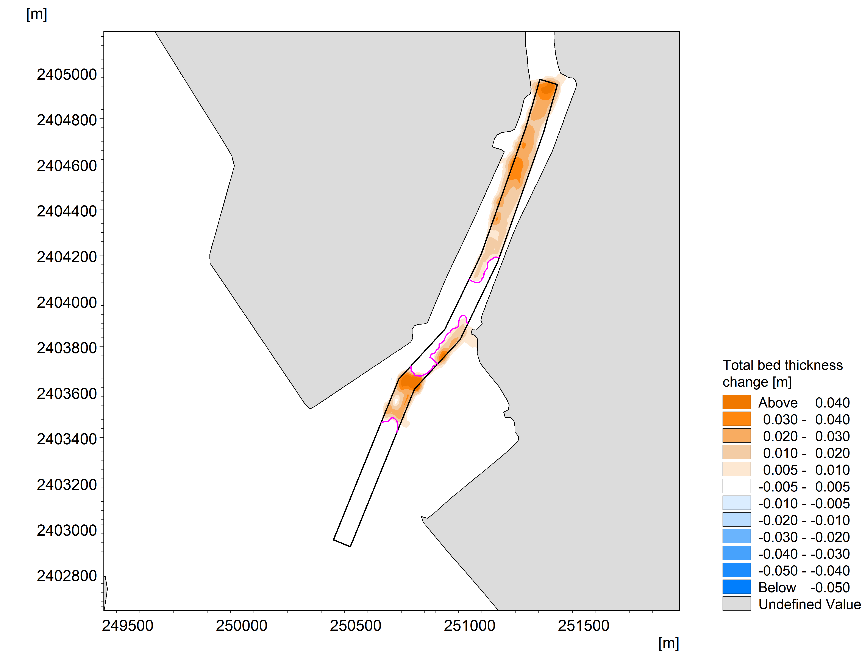 [m]
2405000
2404800
2404600
2404400
2404200
2404000
2403800
2403600
2403400
2403200
2403000
2402800
249500 250000 250500 251000 251500
[m]
Total bed thickness
change [m]
Above 0.040
0.030 - 0.040
0.020 - 0.030
0.010 - 0.020
0.005 - 0.010
-0.005 - 0.005
-0.010 - -0.005
-0.020 - -0.010
-0.030 - -0.020
-0.040 - -0.030
-0.050 - -0.040
Below -0.050
Undefined Value